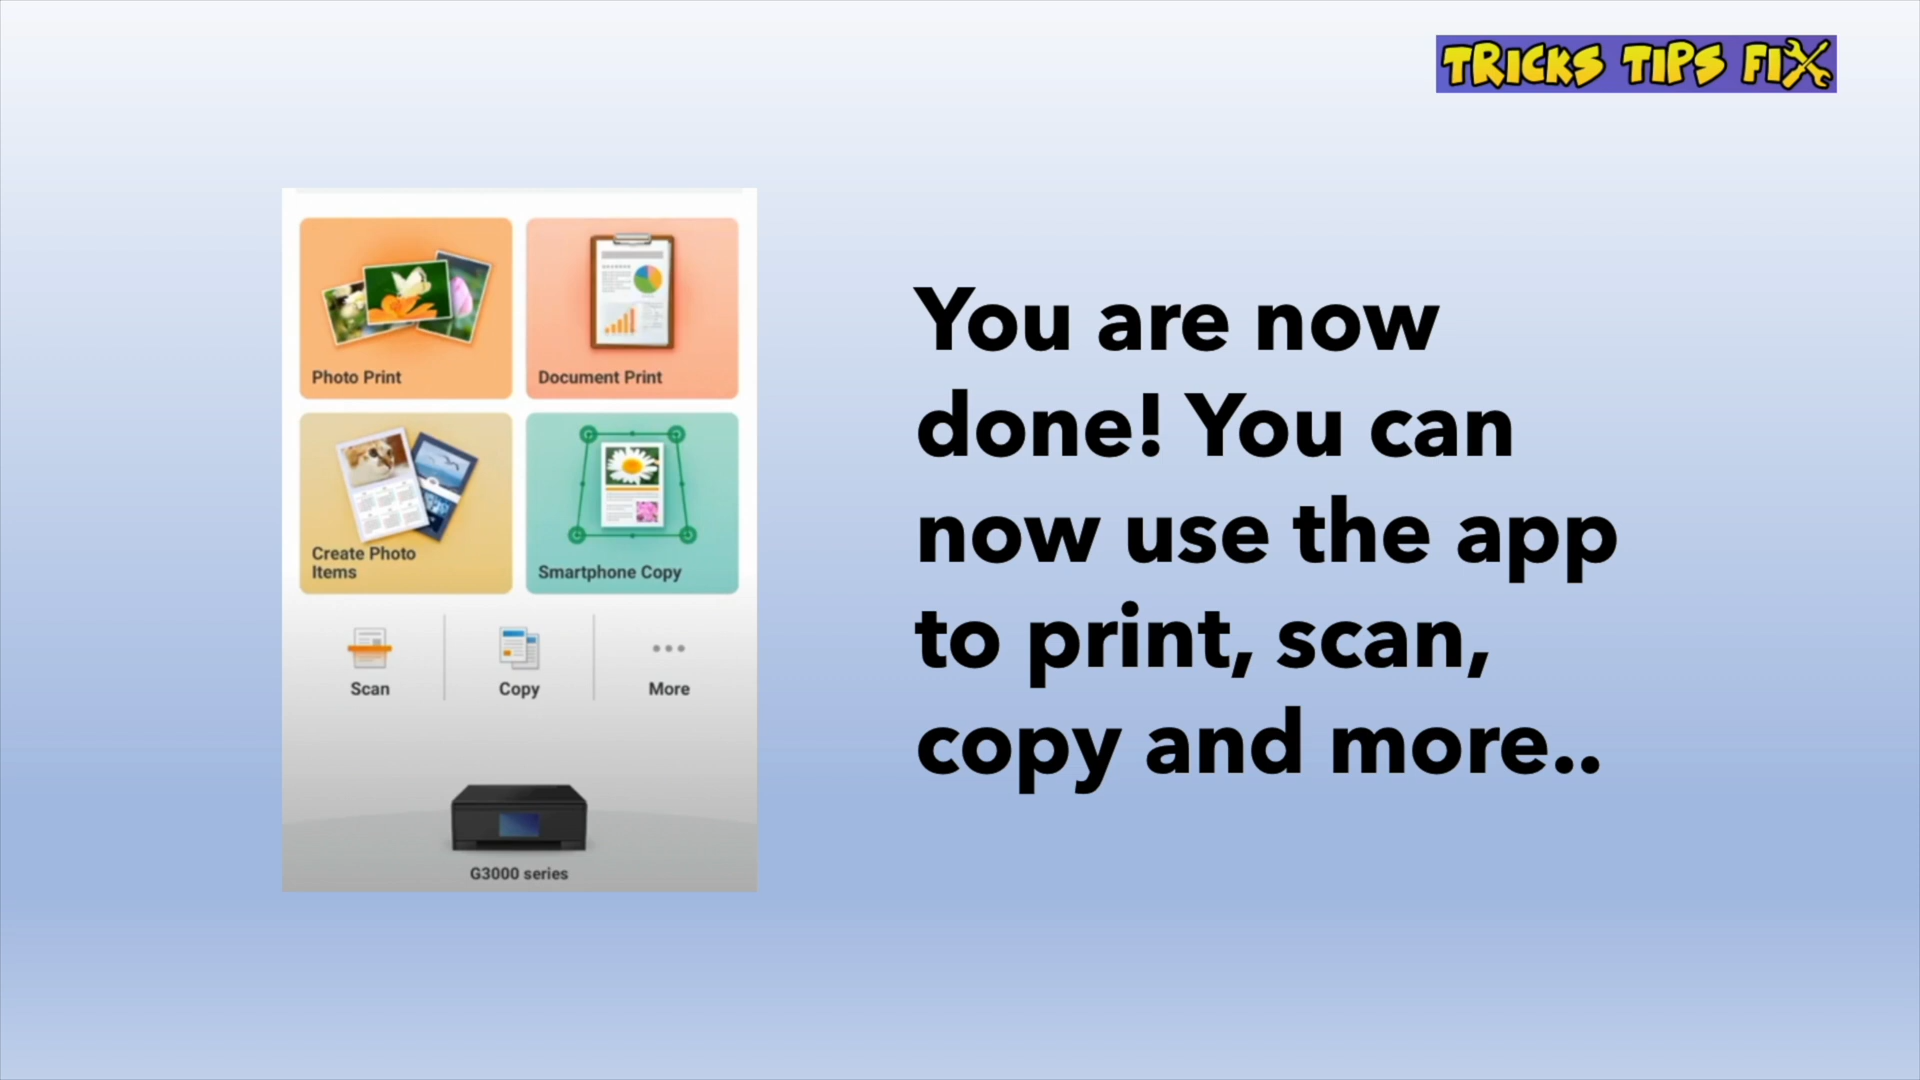 TRICKS TIPS FIX
Photo Print
Document Print
Create Photo
Items
Smartphone Copy
Scan
Copy
More
G3000 series
You are now
done! You can
now use the app
to print, scan,
copy and more..